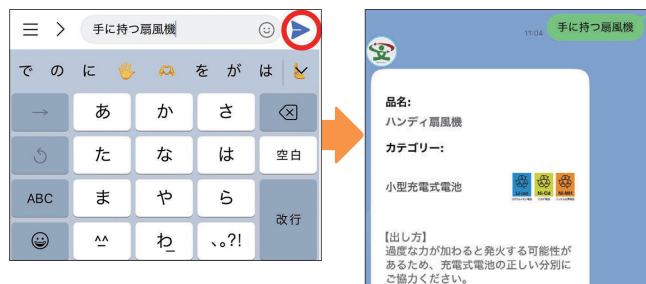 手に持つ扇風機
で の に を が は
→ あ か さ
た な は 空白
ABC ま や ら 改行
^^ わ 、。?!
11:04 手に持つ扇風機
品名:
ハンディ扇風機
カテゴリー:
小型充電式電池
Li-ion Ni-Cd Ni-MH
【出し方】
過度な力が加わると発火する可能性が
あるため、充電式電池の正しい分別に
ご協力ください。